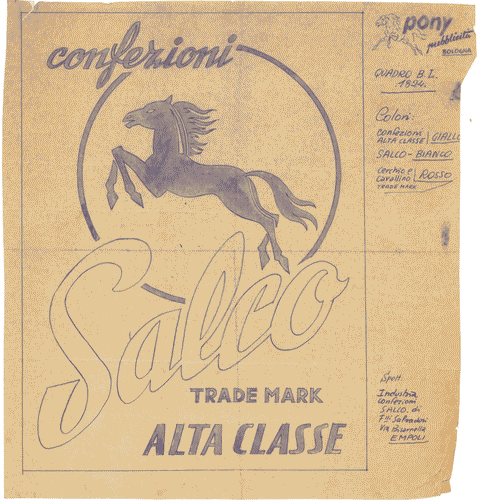 confezioni
Salco
TRADE MARK
ALTA CLASSE
pony
pubblicità
BOLOGNA
QUADRO B.I.
1824.
Colori:
confezioni
ALTA CLASSE GIALLO
SALCO - BIANCO
cerchio e
cavallino ROSSO
TRADE MARK
Spett.
Industria
confezioni
SALCO. di
F.lli Salvadori
Via
EMPOLI